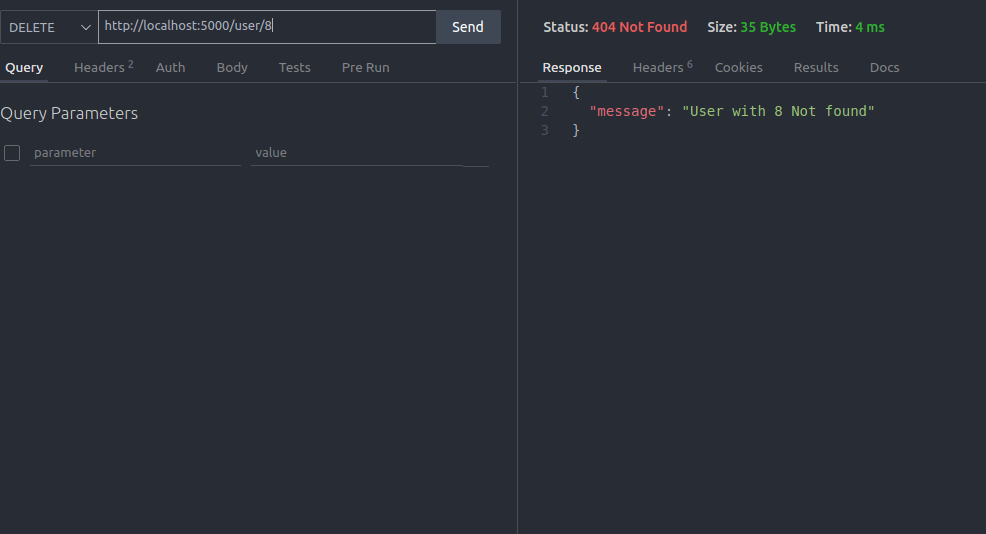 DELETE http://localhost:5000/user/8 Send
Query Headers 2 Auth Body Tests Pre Run
Query Parameters
parameter value
Status: 404 Not Found Size: 35 Bytes Time: 4 ms
Response Headers 6 Cookies Results Docs
1 {
2 "message": "User with 8 Not found"
3 }